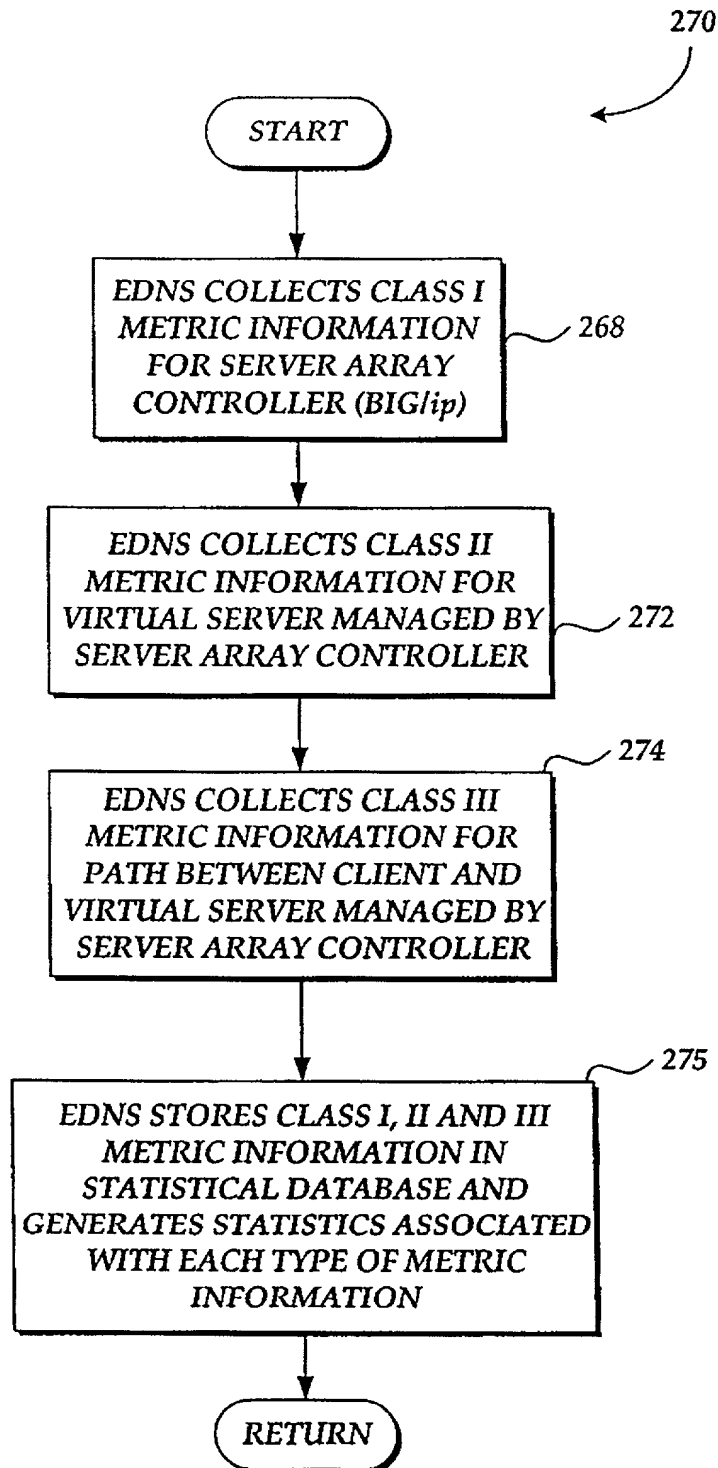 270
START
EDNS COLLECTS CLASS I
METRIC INFORMATION
FOR SERVER ARRAY
CONTROLLER (BIG/ip)
268
EDNS COLLECTS CLASS II
METRIC INFORMATION FOR
VIRTUAL SERVER MANAGED BY
SERVER ARRAY CONTROLLER
272
274
EDNS COLLECTS CLASS III
METRIC INFORMATION FOR
PATH BETWEEN CLIENT AND
VIRTUAL SERVER MANAGED BY
SERVER ARRAY CONTROLLER
275
EDNS STORES CLASS I, II AND III
METRIC INFORMATION IN
STATISTICAL DATABASE AND
GENERATES STATISTICS ASSOCIATED
WITH EACH TYPE OF METRIC
INFORMATION
RETURN